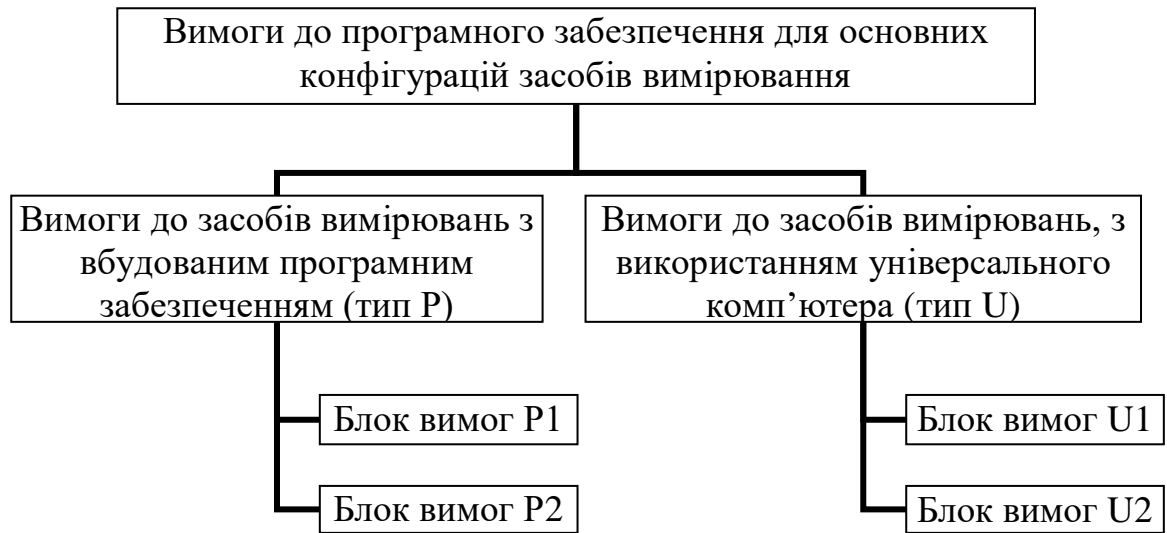 Вимоги до програмного забезпечення для основних
конфігурацій засобів вимірювання
Вимоги до засобів вимірювань з
вбудованим програмним
забезпеченням (тип P)
Вимоги до засобів вимірювань, з
використанням універсального
комп’ютера (тип U)
Блок вимог P1
Блок вимог P2
Блок вимог U1
Блок вимог U2